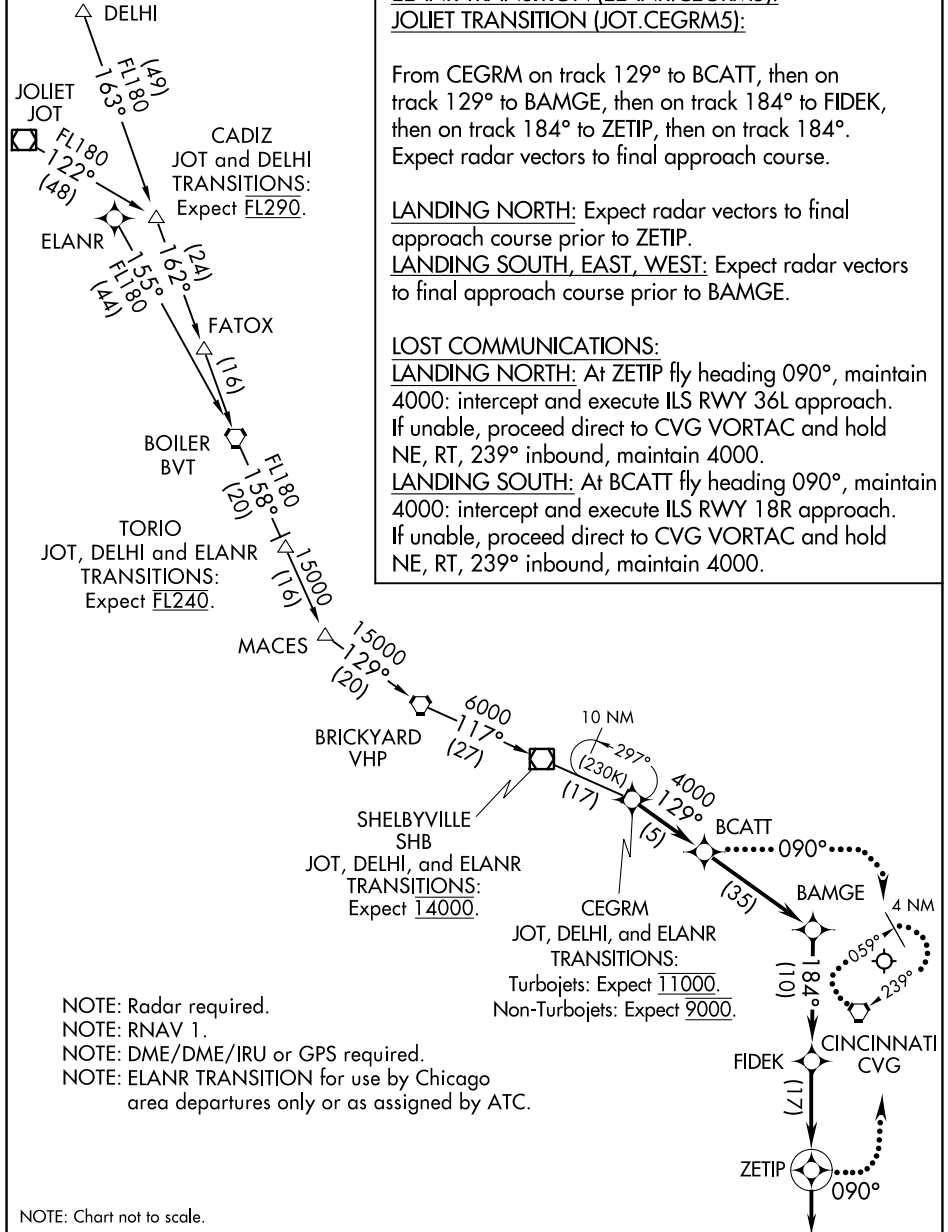 DELHI
FL180
163°
(49)
JOLIET
JOT
FL180
122°
(48)
CADIZ
JOT and DELHI
TRANSITIONS:
Expect FL290.
ELANR
155°
FL180
(44)
162°
(24)
FATOX
(16)
BOILER
BVT
FL180
158°
(20)
TORIO
JOT, DELHI and ELANR
TRANSITIONS:
Expect FL240.
15000
(16)
MACES
15000
129°
(20)
BRICKYARD
VHP
6000
117°
(27)
SHELBYVILLE
SHB
JOT, DELHI, and ELANR
TRANSITIONS:
Expect 14000.
10 NM
297°
(230K)
(17)
4000
129°
(5)
CEGRM
JOT, DELHI, and ELANR
TRANSITIONS:
Turbojets: Expect 11000.
Non-Turbojets: Expect 9000.
BCATT
090°
(35)
BAMGE
4 NM
059°
239°
184°
(10)
CINCINNATI
CVG
FIDEK
(17)
ZETIP
090°
JOLIET TRANSITION (JOT.CEGRM5):
From CEGRM on track 129° to BCATT, then on
track 129° to BAMGE, then on track 184° to FIDEK,
then on track 184° to ZETIP, then on track 184°.
Expect radar vectors to final approach course.
LANDING NORTH: Expect radar vectors to final
approach course prior to ZETIP.
LANDING SOUTH, EAST, WEST: Expect radar vectors
to final approach course prior to BAMGE.
LOST COMMUNICATIONS:
LANDING NORTH: At ZETIP fly heading 090°, maintain
4000: intercept and execute ILS RWY 36L approach.
If unable, proceed direct to CVG VORTAC and hold
NE, RT, 239° inbound, maintain 4000.
LANDING SOUTH: At BCATT fly heading 090°, maintain
4000: intercept and execute ILS RWY 18R approach.
If unable, proceed direct to CVG VORTAC and hold
NE, RT, 239° inbound, maintain 4000.
NOTE: Radar required.
NOTE: RNAV 1.
NOTE: DME/DME/IRU or GPS required.
NOTE: ELANR TRANSITION for use by Chicago
area departures only or as assigned by ATC.
NOTE: Chart not to scale.